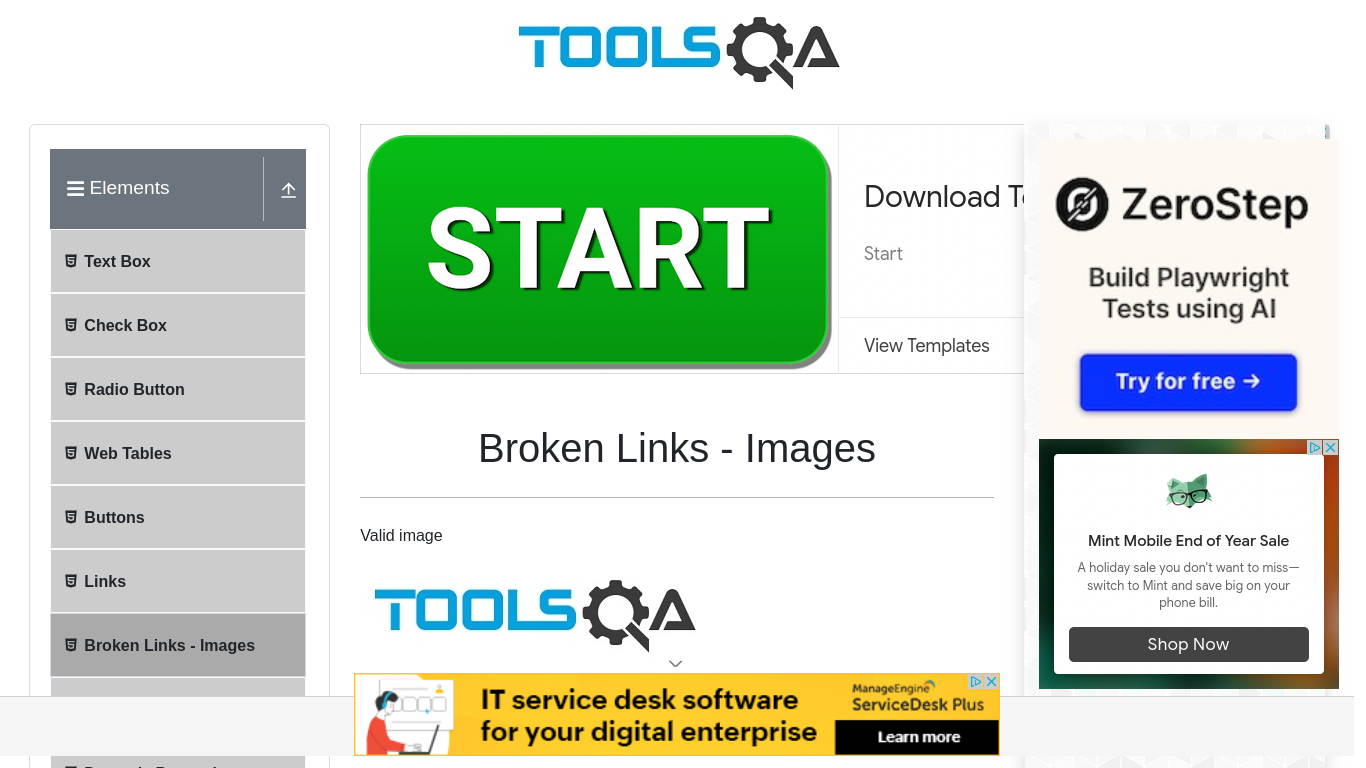 TOOLSQA
Elements
Text Box
Check Box
Radio Button
Web Tables
Buttons
Links
Broken Links - Images
START
Download
Start
View Templates
Broken Links - Images
Valid image
TOOLSQA
ZeroStep
Build Playwright
Tests using AI
Try for free →
Mint Mobile End of Year Sale
A holiday sale you don't want to miss—
switch to Mint and save big on your
phone bill.
Shop Now
IT service desk software
for your digital enterprise
ManageEngine
ServiceDesk Plus
Learn more